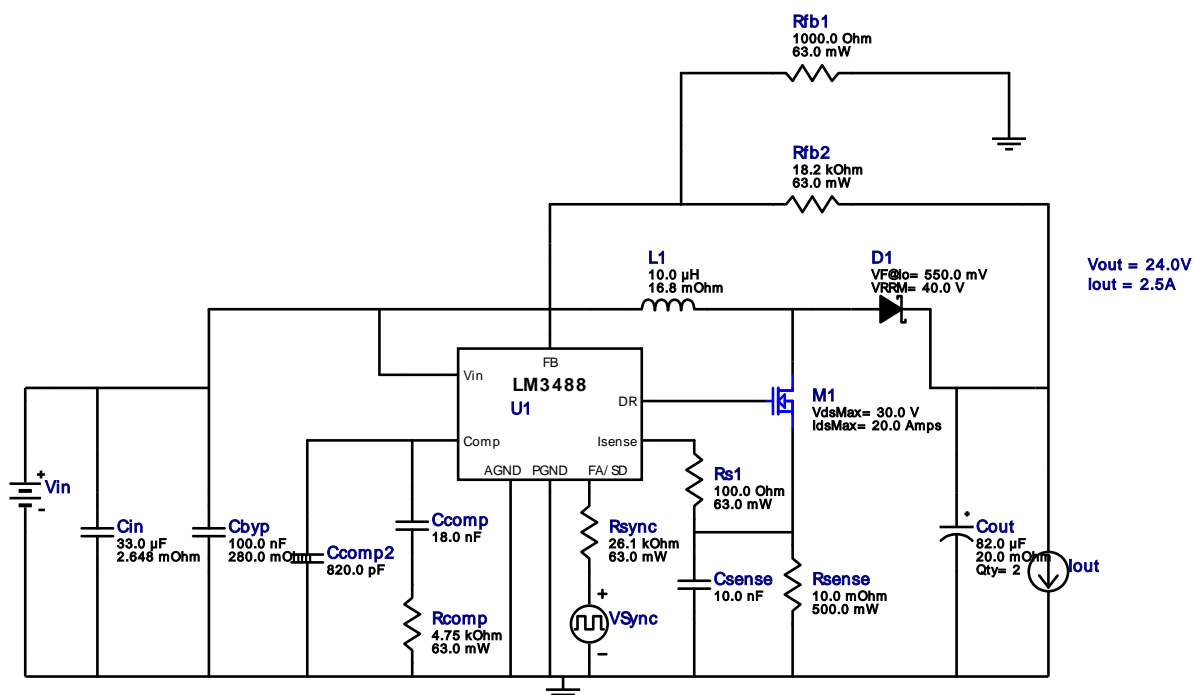 Rfb1
1000.0 Ohm
63.0 mW
Rfb2
18.2 kOhm
63.0 mW
L1
10.0 µH
16.8 mOhm
D1
VF@Io= 550.0 mV
VRRM= 40.0 V
Vout = 24.0V
Iout = 2.5A
FB
Vin
LM3488
U1
DR
Comp
Isense
AGND
PGND
FA/SD
M1
VdsMax= 30.0 V
IdsMax= 20.0 Amps
+
Vin
-
Cin
33.0 µF
2.648 mOhm
Cbyp
100.0 nF
280.0 mOhm
Ccomp2
820.0 pF
Ccomp
18.0 nF
Rcomp
4.75 kOhm
63.0 mW
Rsync
26.1 kOhm
63.0 mW
+
VSync
-
Rs1
100.0 Ohm
63.0 mW
Csense
10.0 nF
Rsense
10.0 mOhm
500.0 mW
+
Cout
82.0 µF
20.0 mOhm
Qty= 2
Iout